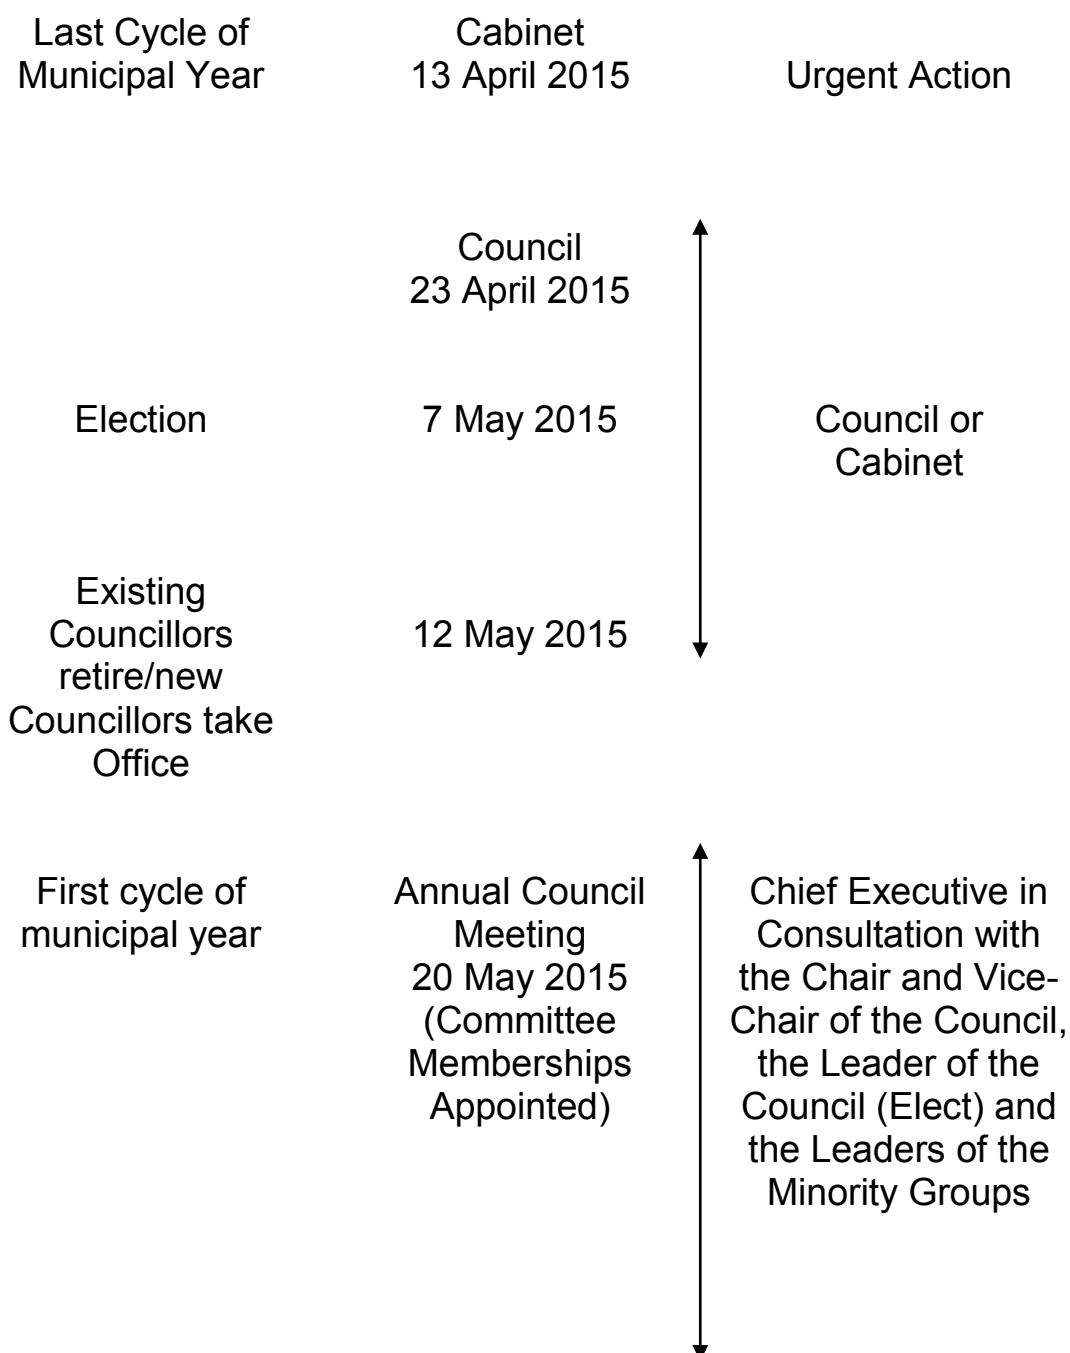 Last Cycle of
Municipal Year
Cabinet
13 April 2015
Urgent Action
Council
23 April 2015
Election
7 May 2015
Council or
Cabinet
Existing
Councillors
retire/new
Councillors take
Office
12 May 2015
First cycle of
municipal year
Annual Council
Meeting
20 May 2015
(Committee
Memberships
Appointed)
Chief Executive in
Consultation with
the Chair and Vice-
Chair of the Council,
the Leader of the
Council (Elect) and
the Leaders of the
Minority Groups